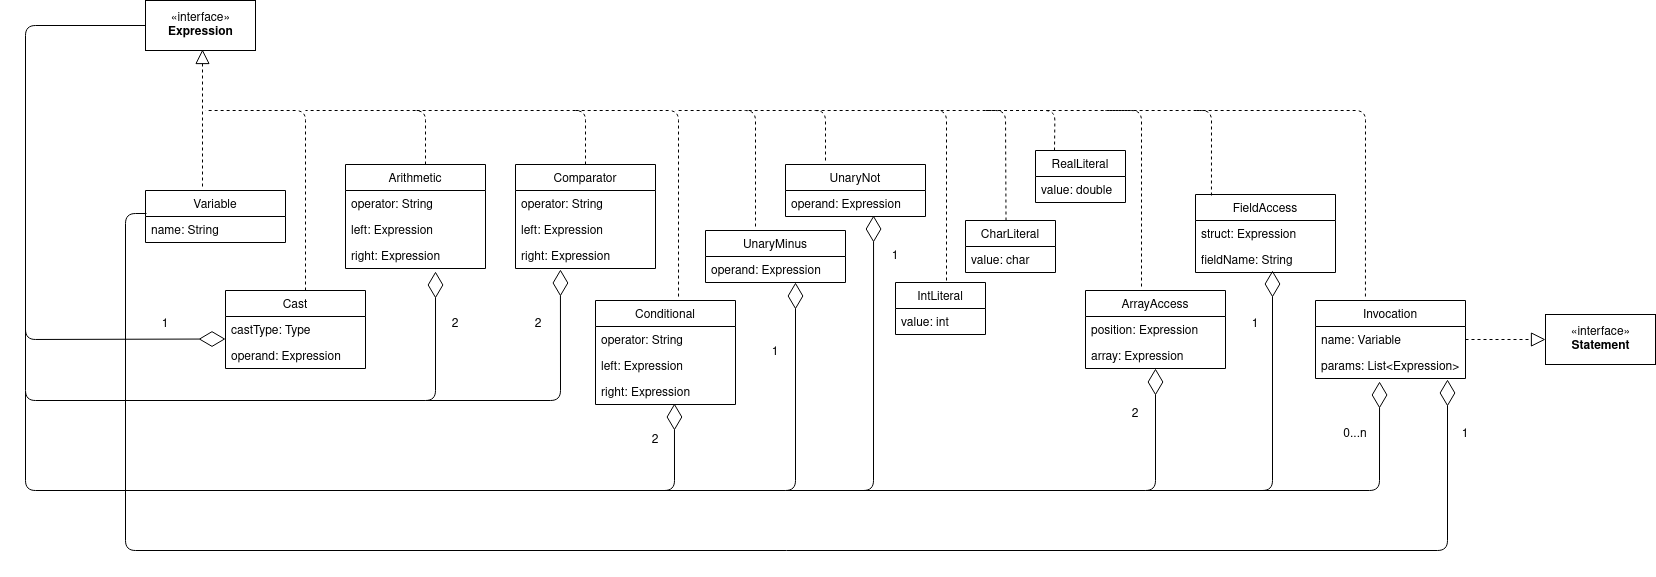 «interface»
Expression
Variable
name: String
Cast
castType: Type
operand: Expression
1
Arithmetic
operator: String
left: Expression
right: Expression
2
Comparator
operator: String
left: Expression
right: Expression
2
Conditional
operator: String
left: Expression
right: Expression
2
UnaryMinus
operand: Expression
1
UnaryNot
operand: Expression
1
IntLiteral
value: int
CharLiteral
value: char
RealLiteral
value: double
ArrayAccess
position: Expression
array: Expression
2
FieldAccess
struct: Expression
fieldName: String
1
Invocation
name: Variable
params: List<Expression>
0...n
1
«interface»
Statement